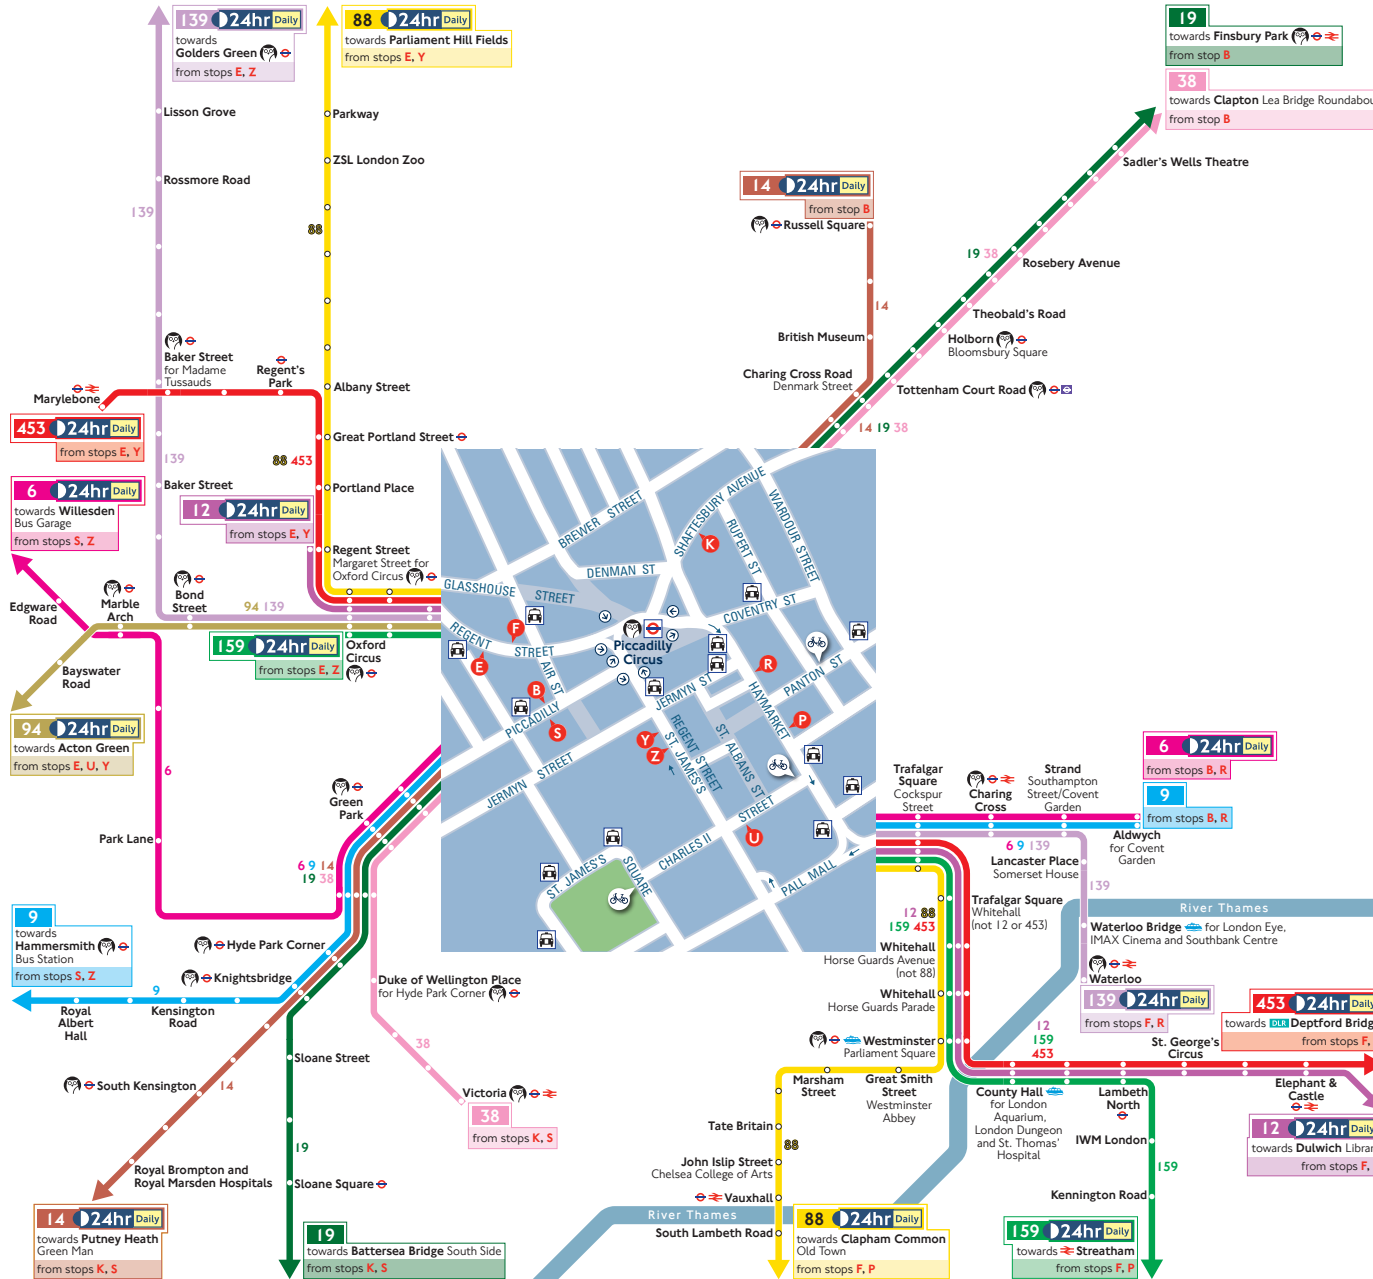 139 24hr Daily
towards
Golders Green
from stops E, Z
88 24hr Daily
towards Parliament Hill Fields
from stops E, Y
19
towards Finsbury Park
from stop B
38
towards Clapton Lea Bridge
from stop B
Lisson Grove
Rossmore Road
139
Parkway
ZSL London Zoo
88
14 24hr Daily
from stop B
Russell Square
14
British Museum
Charing Cross Road
Denmark Street
Sadler's Wells Theatre
19 38
Rosebery Avenue
Theobald's Road
Holborn
Bloomsbury Square
Tottenham Court Road
14 19 38
Baker Street
for Madame
Tussauds
Regent's
Park
Albany Street
Marylebone
453 24hr Daily
from stops E, Y
Great Portland Street
139
88 453
6 24hr Daily
towards Willesden
Bus Garage
from stops S, Z
Baker Street
Portland Place
12 24hr Daily
from stops E, Y
Regent Street
Margaret Street for
Oxford Circus
Edgware
Road
Marble
Arch
Bond
Street
94 139
159 24hr Daily
from stops E, Z
Oxford
Circus
Bayswater
Road
94 24hr Daily
towards Acton Green
from stops E, U, Y
6
Green
Park
Park Lane
6 9 14
19 38
BREWER STREET
SHAFTESBURY AVENUE
WARDOUR STREET
RUPERT ST
K
DENMAN ST
GLASSHOUSE STREET
COVENTRY ST
REGENT STREET
F
E
Piccadilly
Circus
AIR ST
R
PANTON ST
B
JERMYN ST
HAYMARKET
PICCADILLY
S
P
REGENT STREET
ST. JAMES'S
ST. ALBANS ST
Y
Z
JERMYN STREET
CHARLES II STREET
U
ST. JAMES'S SQUARE
PALL MALL
Trafalgar
Square
Cockspur
Street
Charing
Cross
Strand
Southampton
Street/Covent
Garden
6 24hr Daily
from stops B, R
9
from stops B, R
Aldwych
for Covent
Garden
6 9 139
Lancaster Place
Somerset House
139
12 88
159 453
Trafalgar Square
Whitehall
(not 12 or 453)
River Thames
Waterloo Bridge for London Eye,
IMAX Cinema and Southbank Centre
Waterloo
139 24hr Daily
from stops F, R
Whitehall
Horse Guards Avenue
(not 88)
Whitehall
Horse Guards Parade
Westminster
Parliament Square
12
159
453
St. George's
Circus
453 24hr Daily
towards DLR Deptford
from stops F,
Elephant &
Castle
12 24hr Daily
towards Dulwich
from stops F,
9
towards
Hammersmith
Bus Station
from stops S, Z
Hyde Park Corner
Knightsbridge
9
Royal
Albert
Hall
Kensington
Road
Duke of Wellington Place
for Hyde Park Corner
38
Sloane Street
South Kensington
14
Victoria
38
from stops K, S
19
Royal Brompton and
Royal Marsden Hospitals
Sloane Square
14 24hr Daily
towards Putney Heath
Green Man
from stops K, S
19
towards Battersea Bridge South Side
from stops K, S
Marsham
Street
Great Smith
Street
Westminster
Abbey
County Hall
for London
Aquarium,
London Dungeon
and St. Thomas'
Hospital
Lambeth
North
Tate Britain
88
John Islip Street
Chelsea College of Arts
IWM London
159
Vauxhall
River Thames
South Lambeth Road
Kennington Road
88 24hr Daily
towards Clapham Common
Old Town
from stops F, P
159 24hr Daily
towards Streatham
from stops F, P